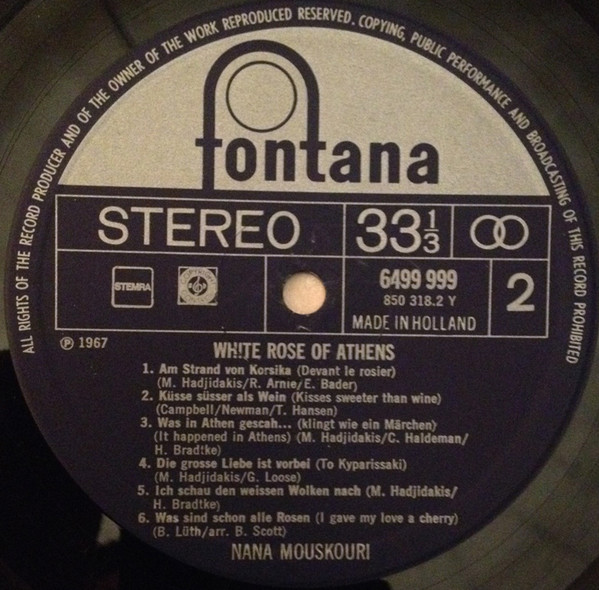 ALL RIGHTS OF THE RECORD PRODUCER AND OF THE OWNER OF THE WORK REPRODUCED RESERVED. COPYING, PUBLIC PERFORMANCE AND BROADCASTING OF THIS RECORD PROHIBITED
fontana
STEREO 33⅓
STEMRA
6499 999
850 318.2 Y
MADE IN HOLLAND
2
℗ 1967
WHITE ROSE OF ATHENS
1. Am Strand von Korsika (Devant le rosier)
(M. Hadjidakis/R. Arnie/E. Bader)
2. Küsse süsser als Wein (Kisses sweeter than wine)
(Campbell/Newman/T. Hansen)
3. Was in Athen gescah... (klingt wie ein Märchen)
(It happened in Athens) (M. Hadjidakis/C. Haldeman/
H. Bradtke)
4. Die grosse Liebe ist vorbei (To Kyparissaki)
(M. Hadjidakis/G. Loose)
5. Ich schau den weissen Wolken nach (M. Hadjidakis/
H. Bradtke)
6. Was sind schon alle Rosen (I gave my love a cherry)
(B. Lüth/arr. B. Scott)
NANA MOUSKOURI